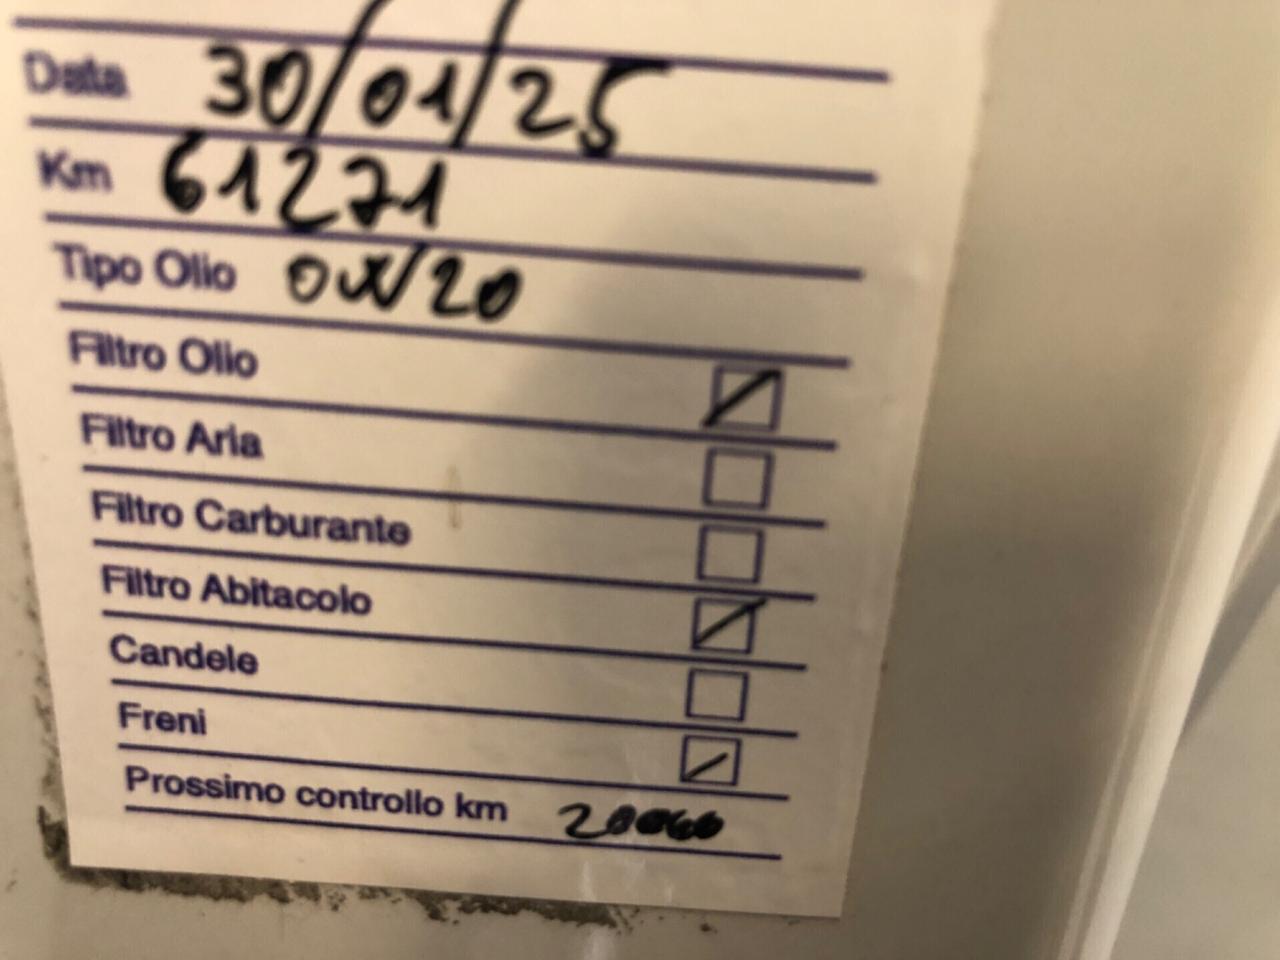 Data 30/01/25
Km 61271
Tipo Olio 0W/20
Filtro Olio
Filtro Aria
Filtro Carburante
Filtro Abitacolo
Candele
Freni
Prossimo controllo km 20000